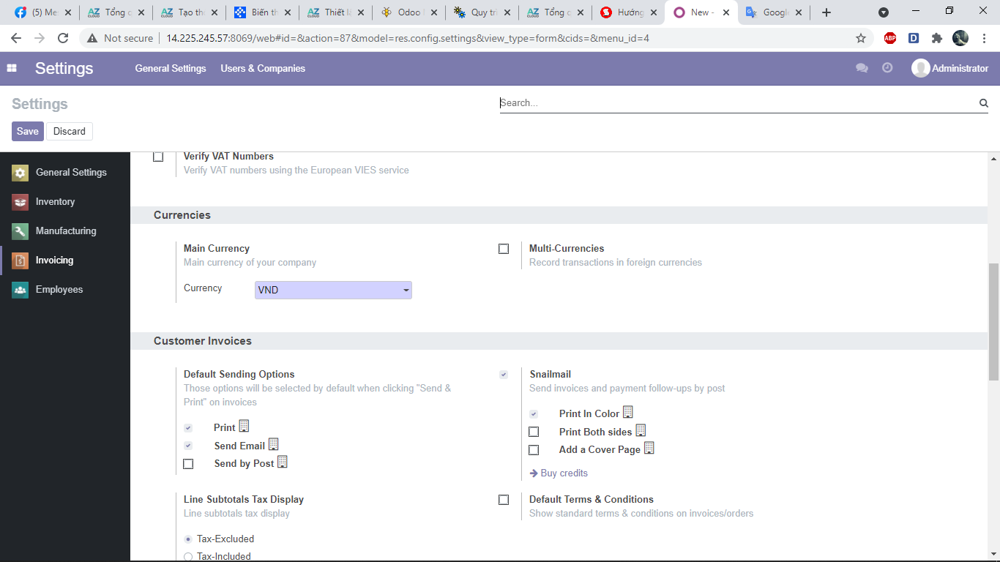 (5) Me
Tổng c
Tạo th
Biến th
Thiết l
Odoo
Quy trì
Tổng c
Hướng
New -
Google
Not secure
14.225.245.57:8069/web#id=&action=87&model=res.config.settings&view_type=form&cids=&menu_id=4
ABP
D
Settings
General Settings
Users & Companies
Administrator
Settings
Search...
Save
Discard
General Settings
Inventory
Manufacturing
Invoicing
Employees
Verify VAT Numbers
Verify VAT numbers using the European VIES service
Currencies
Main Currency
Main currency of your company
Currency
VND
Multi-Currencies
Record transactions in foreign currencies
Customer Invoices
Default Sending Options
Those options will be selected by default when clicking "Send &
Print" on invoices
Print
Send Email
Send by Post
Snailmail
Send invoices and payment follow-ups by post
Print In Color
Print Both sides
Add a Cover Page
Buy credits
Line Subtotals Tax Display
Line subtotals tax display
Tax-Excluded
Tax-Included
Default Terms & Conditions
Show standard terms & conditions on invoices/orders